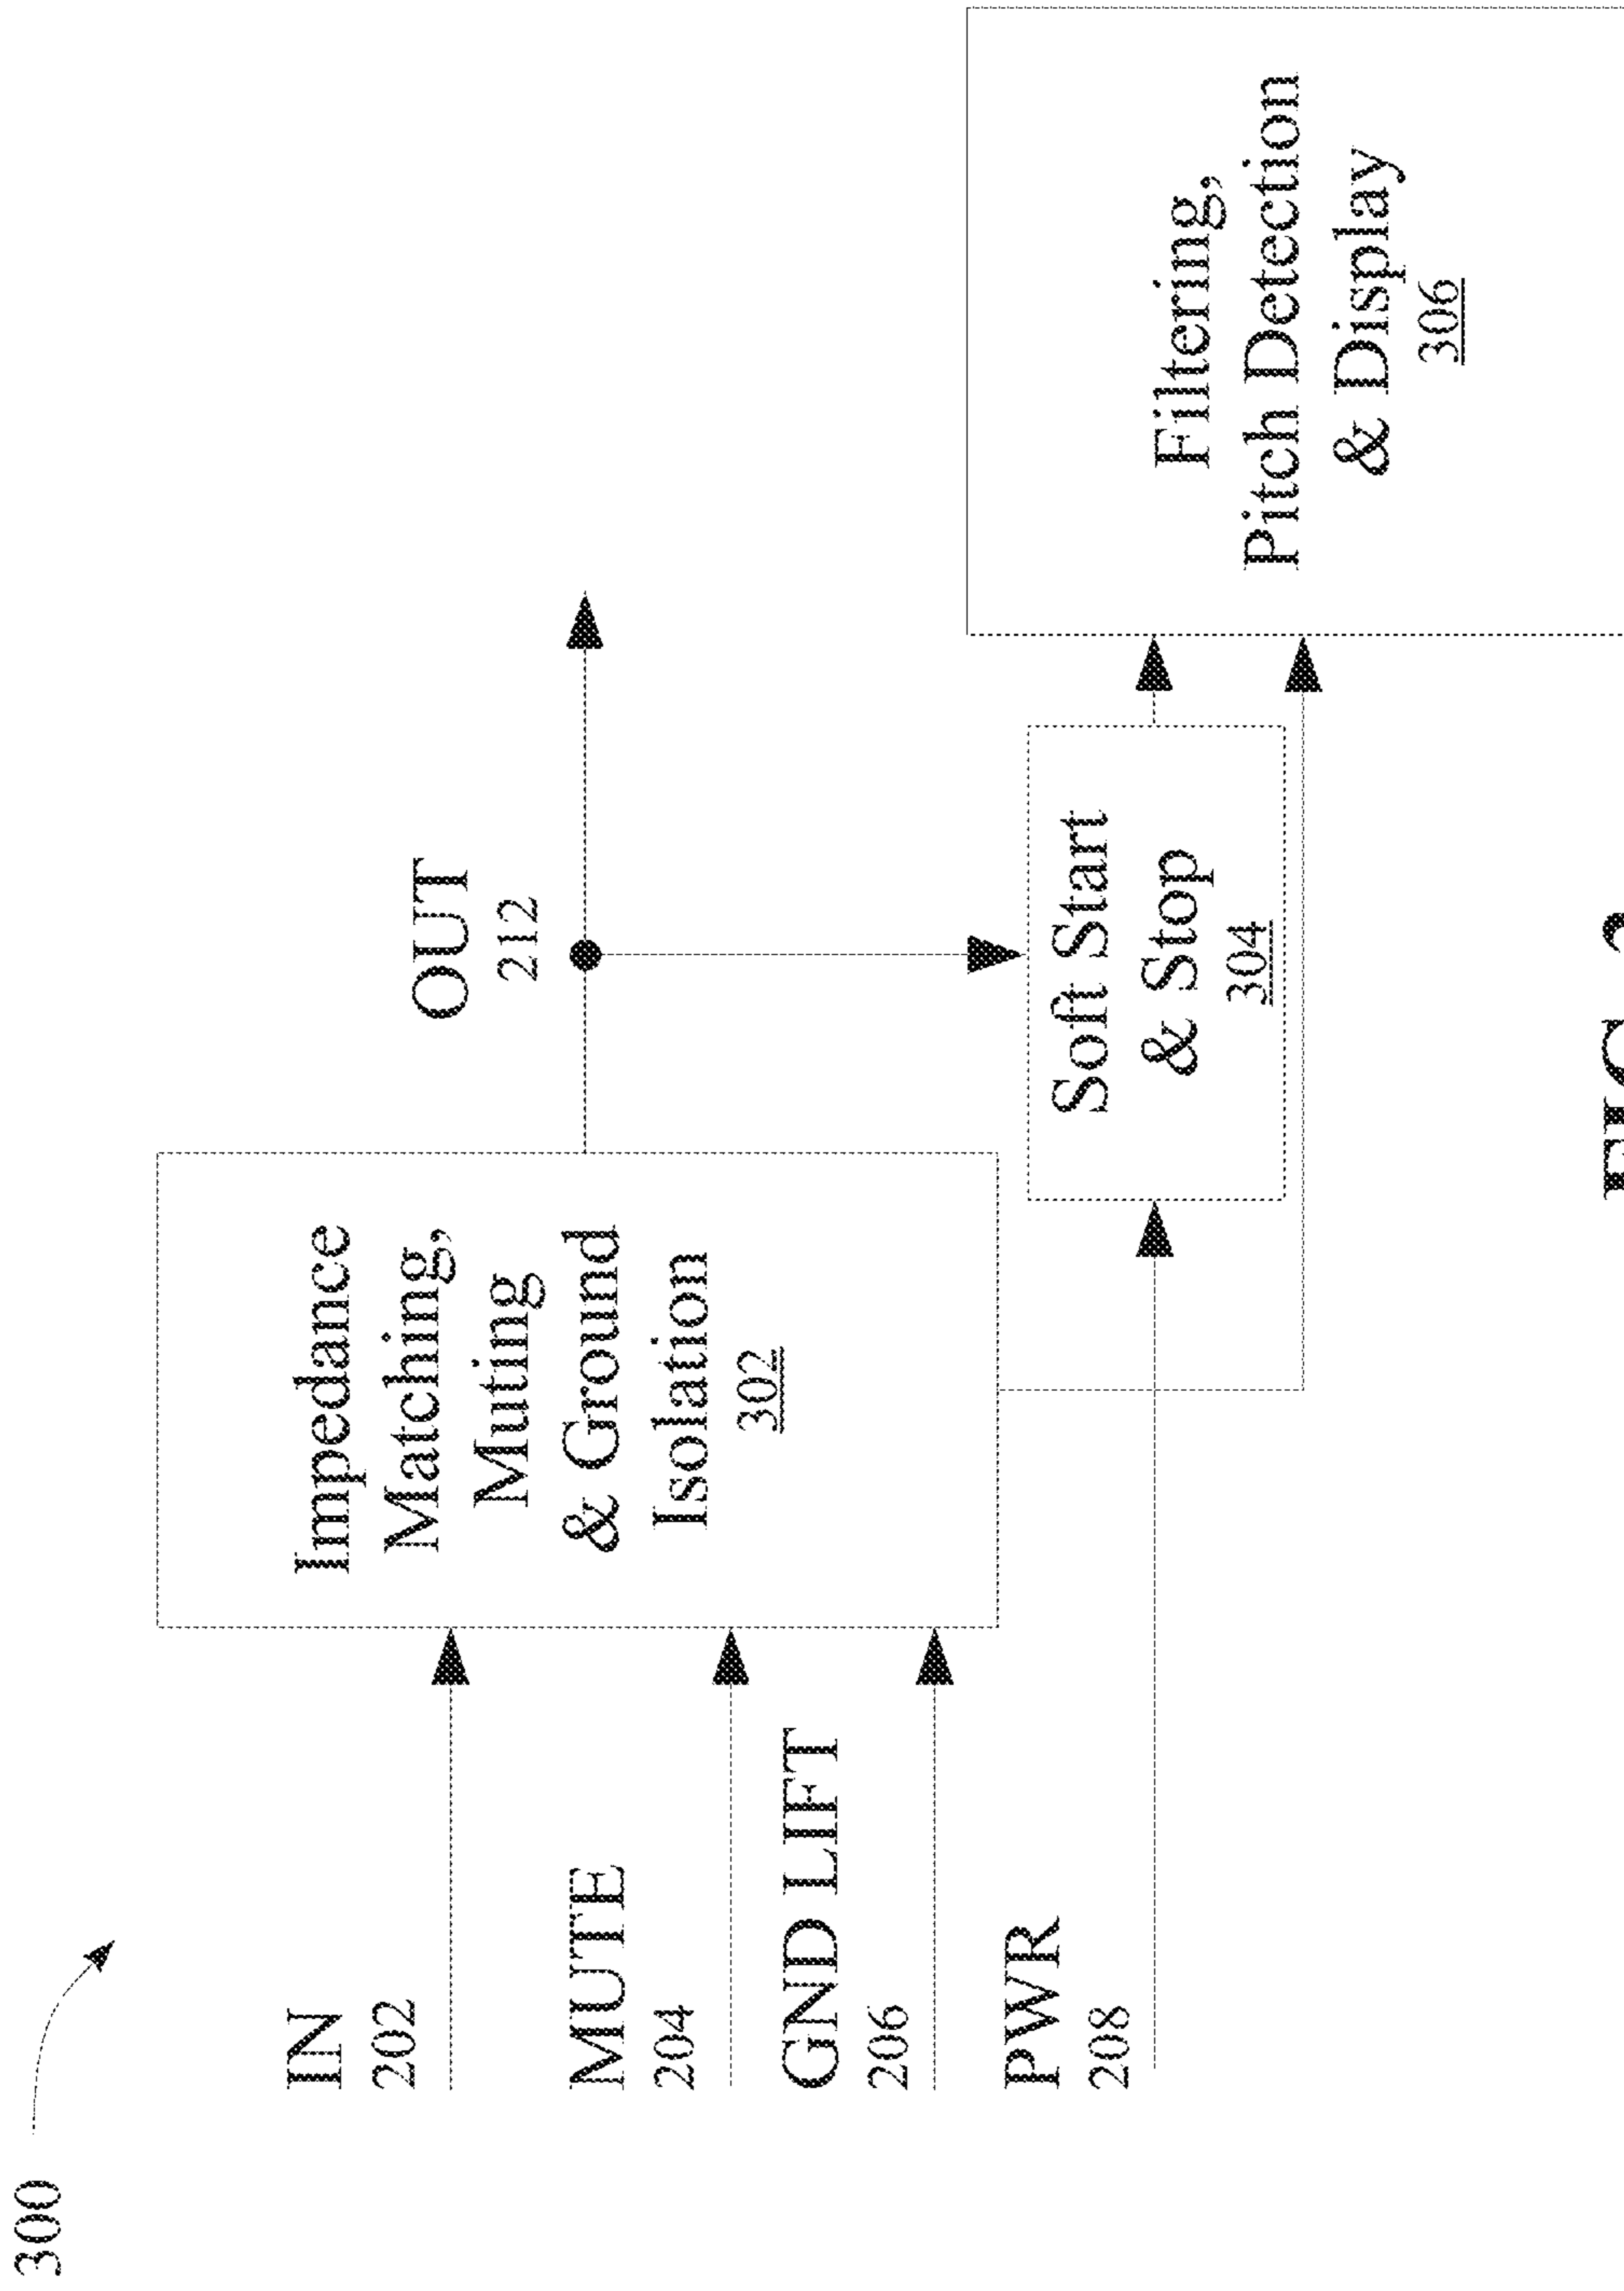 300
IN
202
MUTE
204
GND LIFT
206
PWR
208
Impedance
Matching,
Muting
& Ground
Isolation
302
OUT
212
Soft Start
& Stop
304
Filtering,
Pitch Detection
& Display
306